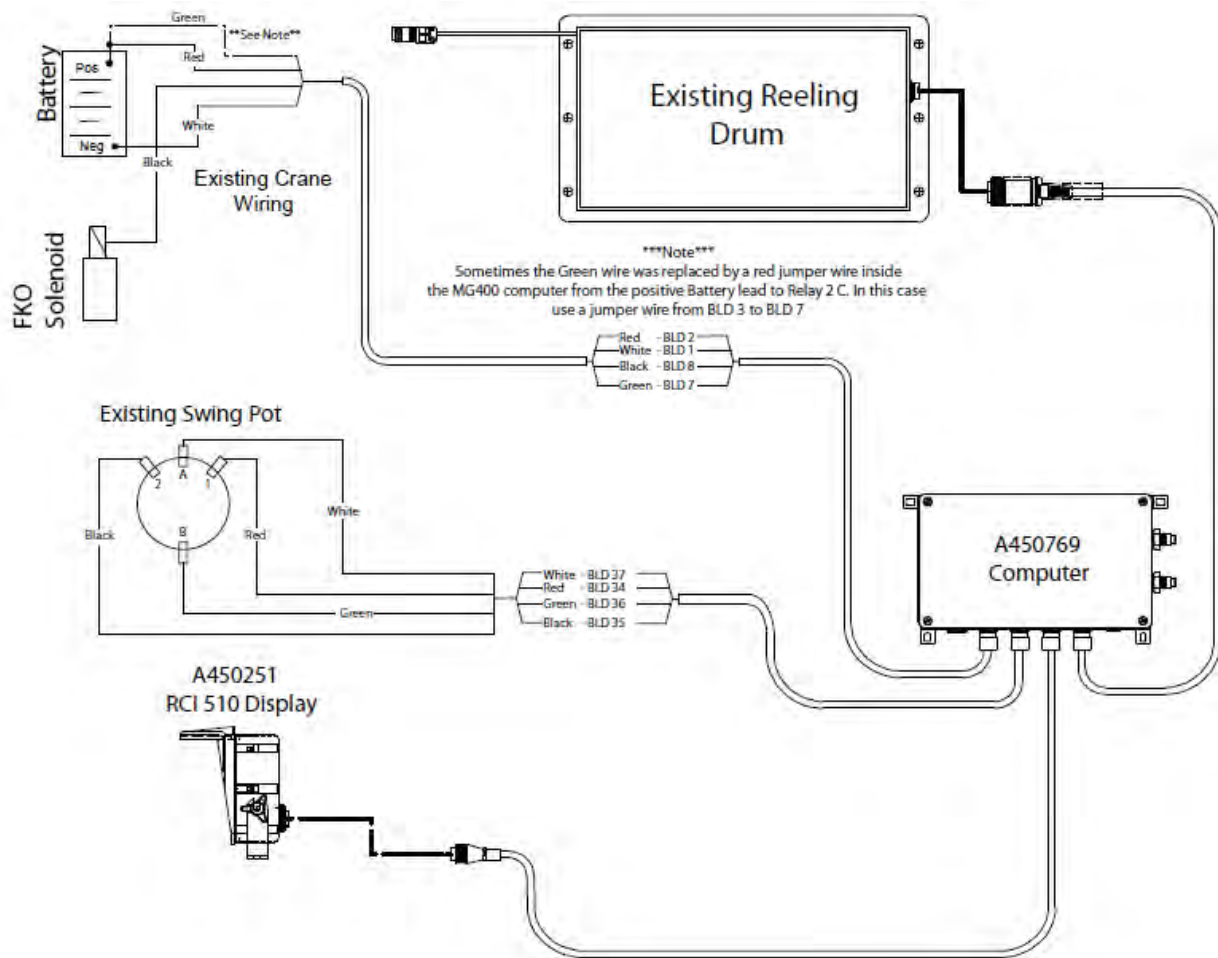 Green
**See Note**
Red
Battery
Pos
Neg
White
Black
Existing Crane
Wiring
FKO
Solenoid
Existing Reeling
Drum
***Note***
Sometimes the Green wire was replaced by a red jumper wire inside
the MG400 computer from the positive Battery lead to Relay 2 C. In this case
use a jumper wire from BLD 3 to BLD 7
Red - BLD 2
White - BLD 1
Black - BLD 8
Green - BLD 7
Existing Swing Pot
2
A
1
B
Black
Red
White
Green
White - BLD 37
Red - BLD 34
Green - BLD 36
Black - BLD 35
A450769
Computer
A450251
RCI 510 Display